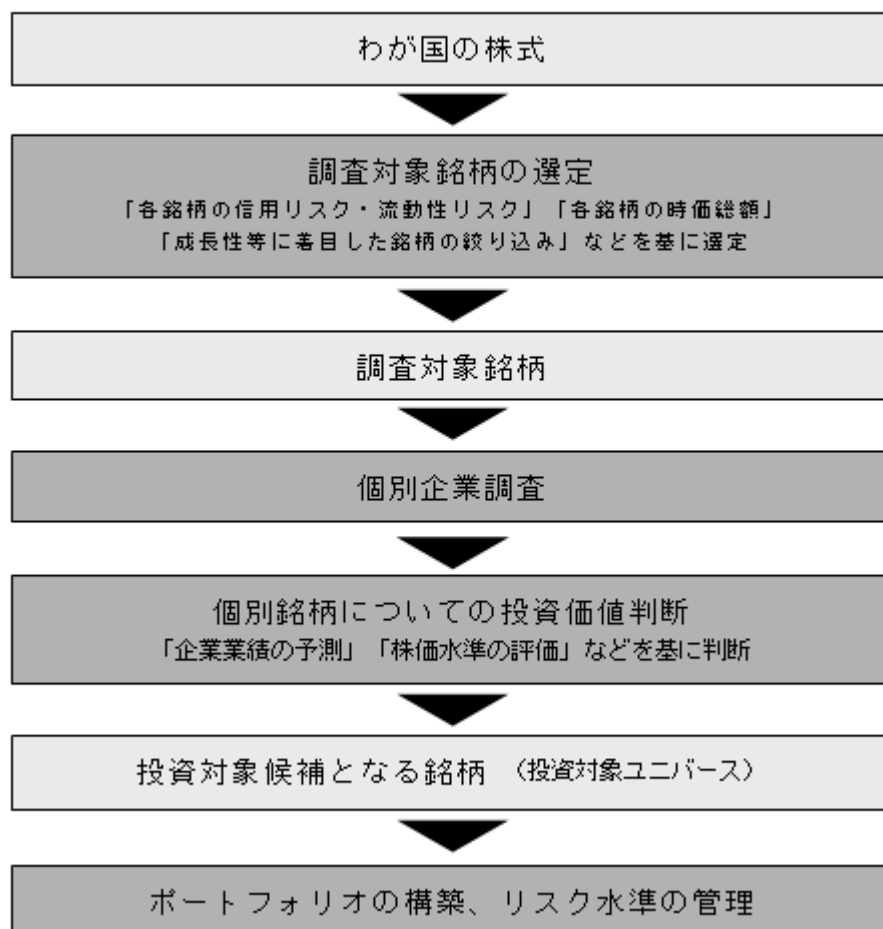 わが国の株式
調査対象銘柄の選定
「各銘柄の信用リスク・流動性リスク」「各銘柄の時価総額」
「成長性等に着目した銘柄の絞り込み」などを基に選定
調査対象銘柄
個別企業調査
個別銘柄についての投資価値判断
「企業業績の予測」「株価水準の評価」などを基に判断
投資対象候補となる銘柄 (投資対象ユニバース)
ポートフォリオの構築、リスク水準の管理